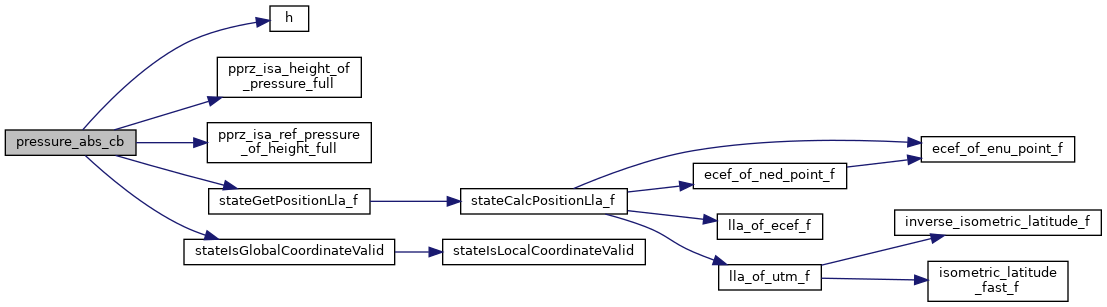 h
pprz_isa_height_of
_pressure_full
pressure_abs_cb
pprz_isa_ref_pressure
_of_height_full
stateGetPositionLla_f
stateIsGlobalCoordinateValid
stateCalcPositionLla_f
stateIsLocalCoordinateValid
ecef_of_enu_point_f
ecef_of_ned_point_f
lla_of_ecef_f
lla_of_utm_f
inverse_isometric_latitude_f
isometric_latitude
_fast_f